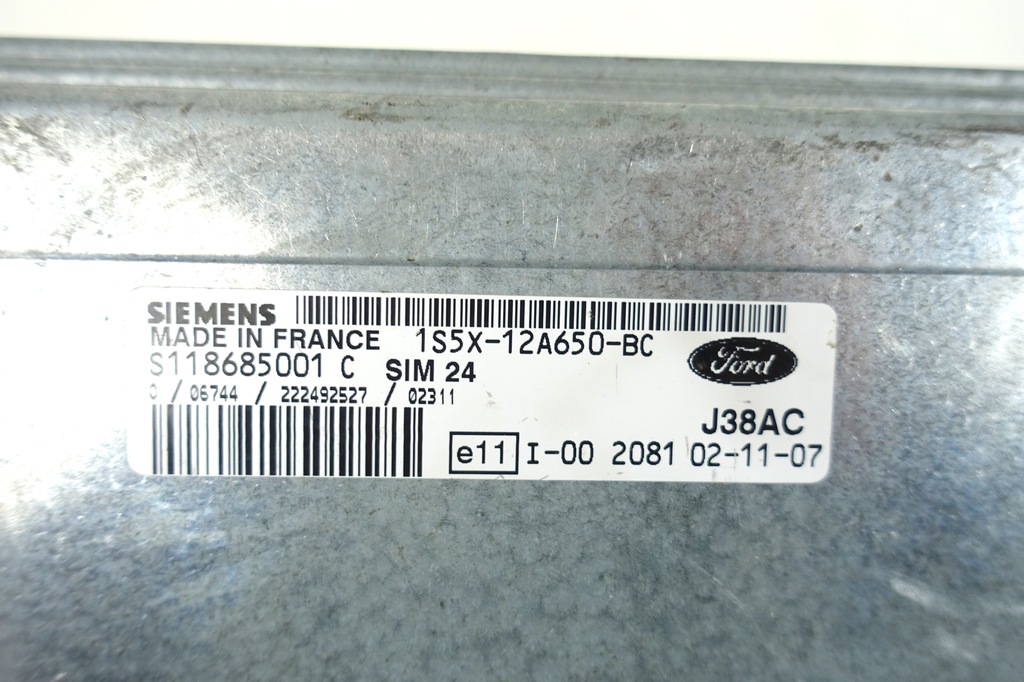 SIEMENS
MADE IN FRANCE 1S5X-12A650-BC
S118685001 C SIM 24
Ford
0 / 06744 / 222492527 / 02311
J38AC
e11 I-00 2081 02-11-07